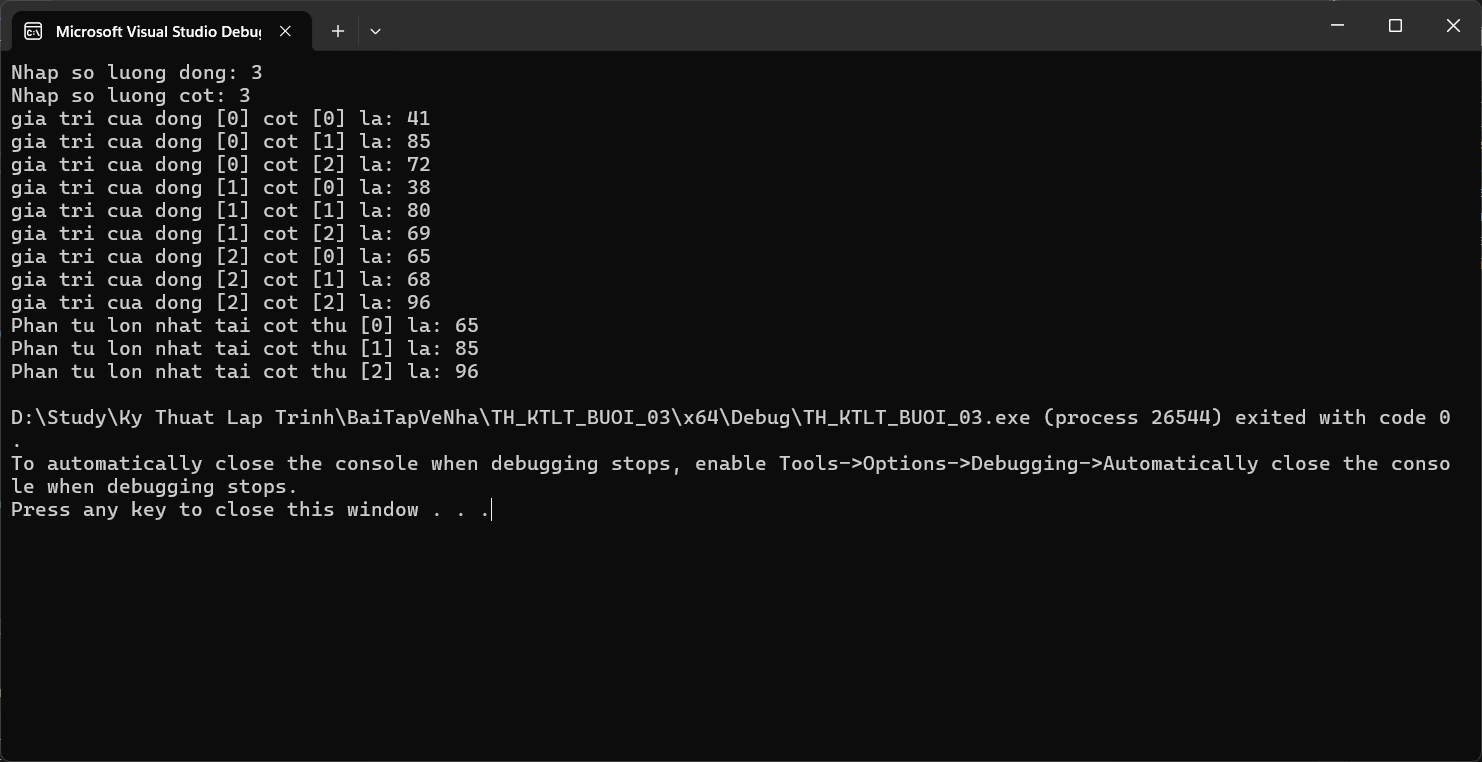 Microsoft Visual Studio Debu
Nhap so luong dong: 3
Nhap so luong cot: 3
gia tri cua dong [0] cot [0] la: 41
gia tri cua dong [0] cot [1] la: 85
gia tri cua dong [0] cot [2] la: 72
gia tri cua dong [1] cot [0] la: 38
gia tri cua dong [1] cot [1] la: 80
gia tri cua dong [1] cot [2] la: 69
gia tri cua dong [2] cot [0] la: 65
gia tri cua dong [2] cot [1] la: 68
gia tri cua dong [2] cot [2] la: 96
Phan tu lon nhat tai cot thu [0] la: 65
Phan tu lon nhat tai cot thu [1] la: 85
Phan tu lon nhat tai cot thu [2] la: 96
D:\Study\Ky Thuat Lap Trinh\BaiTapVeNha\TH_KTLT_BUOI_03\x64\Debug\TH_KTLT_BUOI_03.exe (process 26544) exited with code 0
.
To automatically close the console when debugging stops, enable Tools->Options->Debugging->Automatically close the conso
le when debugging stops.
Press any key to close this window . . .